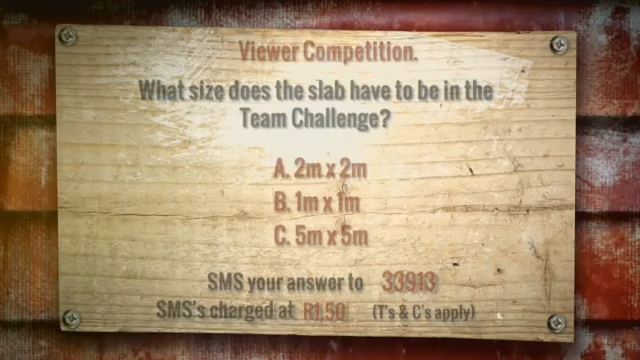 Viewer Competition.
What size does the slab have to be in the
Team Challenge?
A. 2m x 2m
B. 1m x 1m
C. 5m x 5m
SMS your answer to 33913
SMS's charged at R1.50 (T's & C's apply)